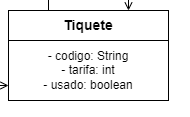 Tiquete
- codigo: String
- tarifa: int
- usado: boolean